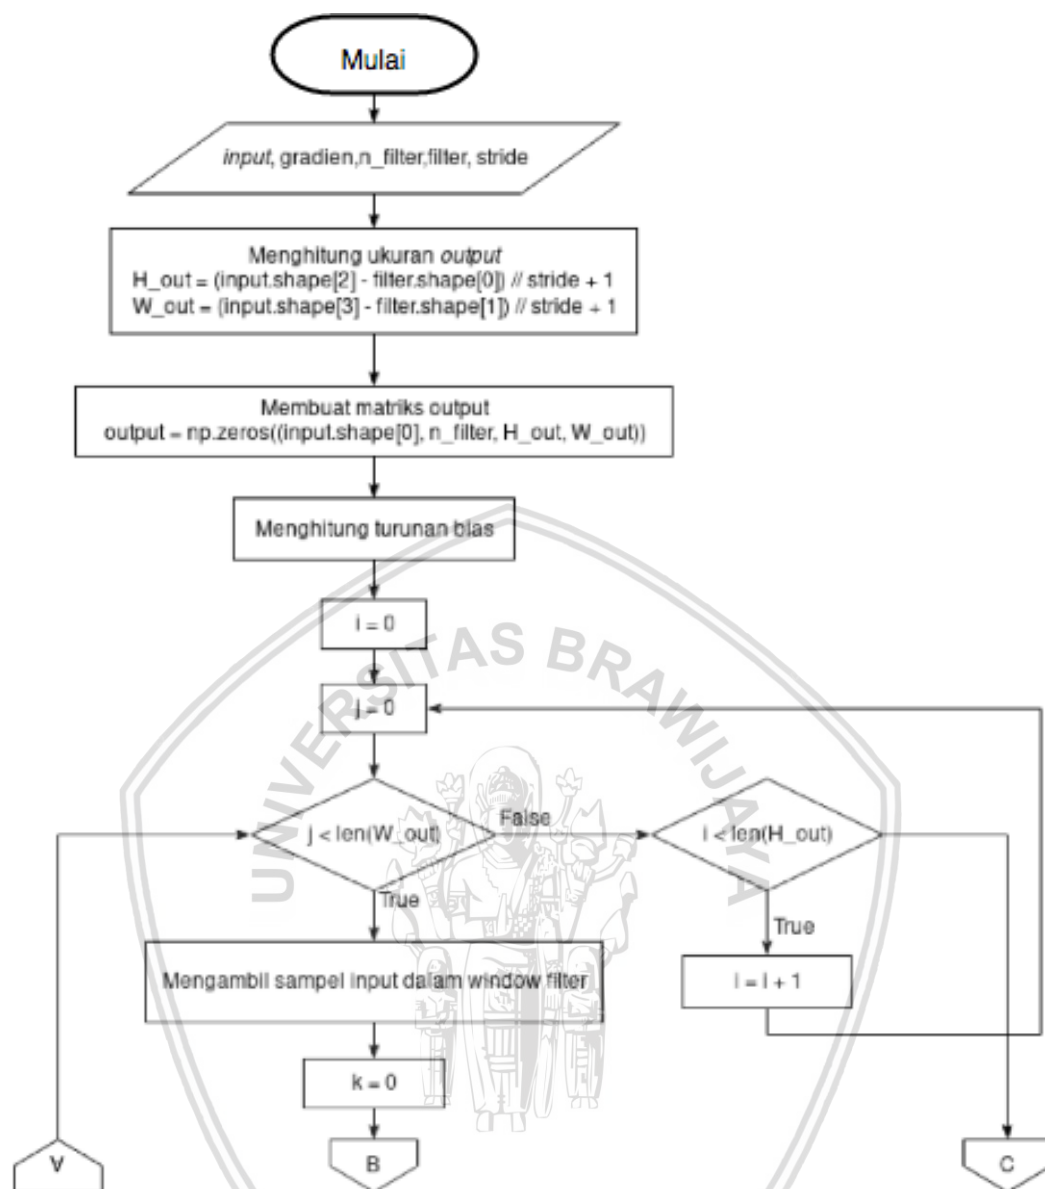 Mulai
input, gradien,n_filter,filter, stride
Menghitung ukuran output
H_out = (input.shape[2] - filter.shape[0]) // stride + 1
W_out = (input.shape[3] - filter.shape[1]) // stride + 1
Membuat matriks output
output = np.zeros((input.shape[0], n_filter, H_out, W_out))
Menghitung turunan bias
i = 0
j = 0
j < len(W_out)
False
i < len(H_out)
True
True
Mengambil sampel input dalam window filter
i = i + 1
k = 0
A
B
C
UNIVERSITAS BRAWIJAYA